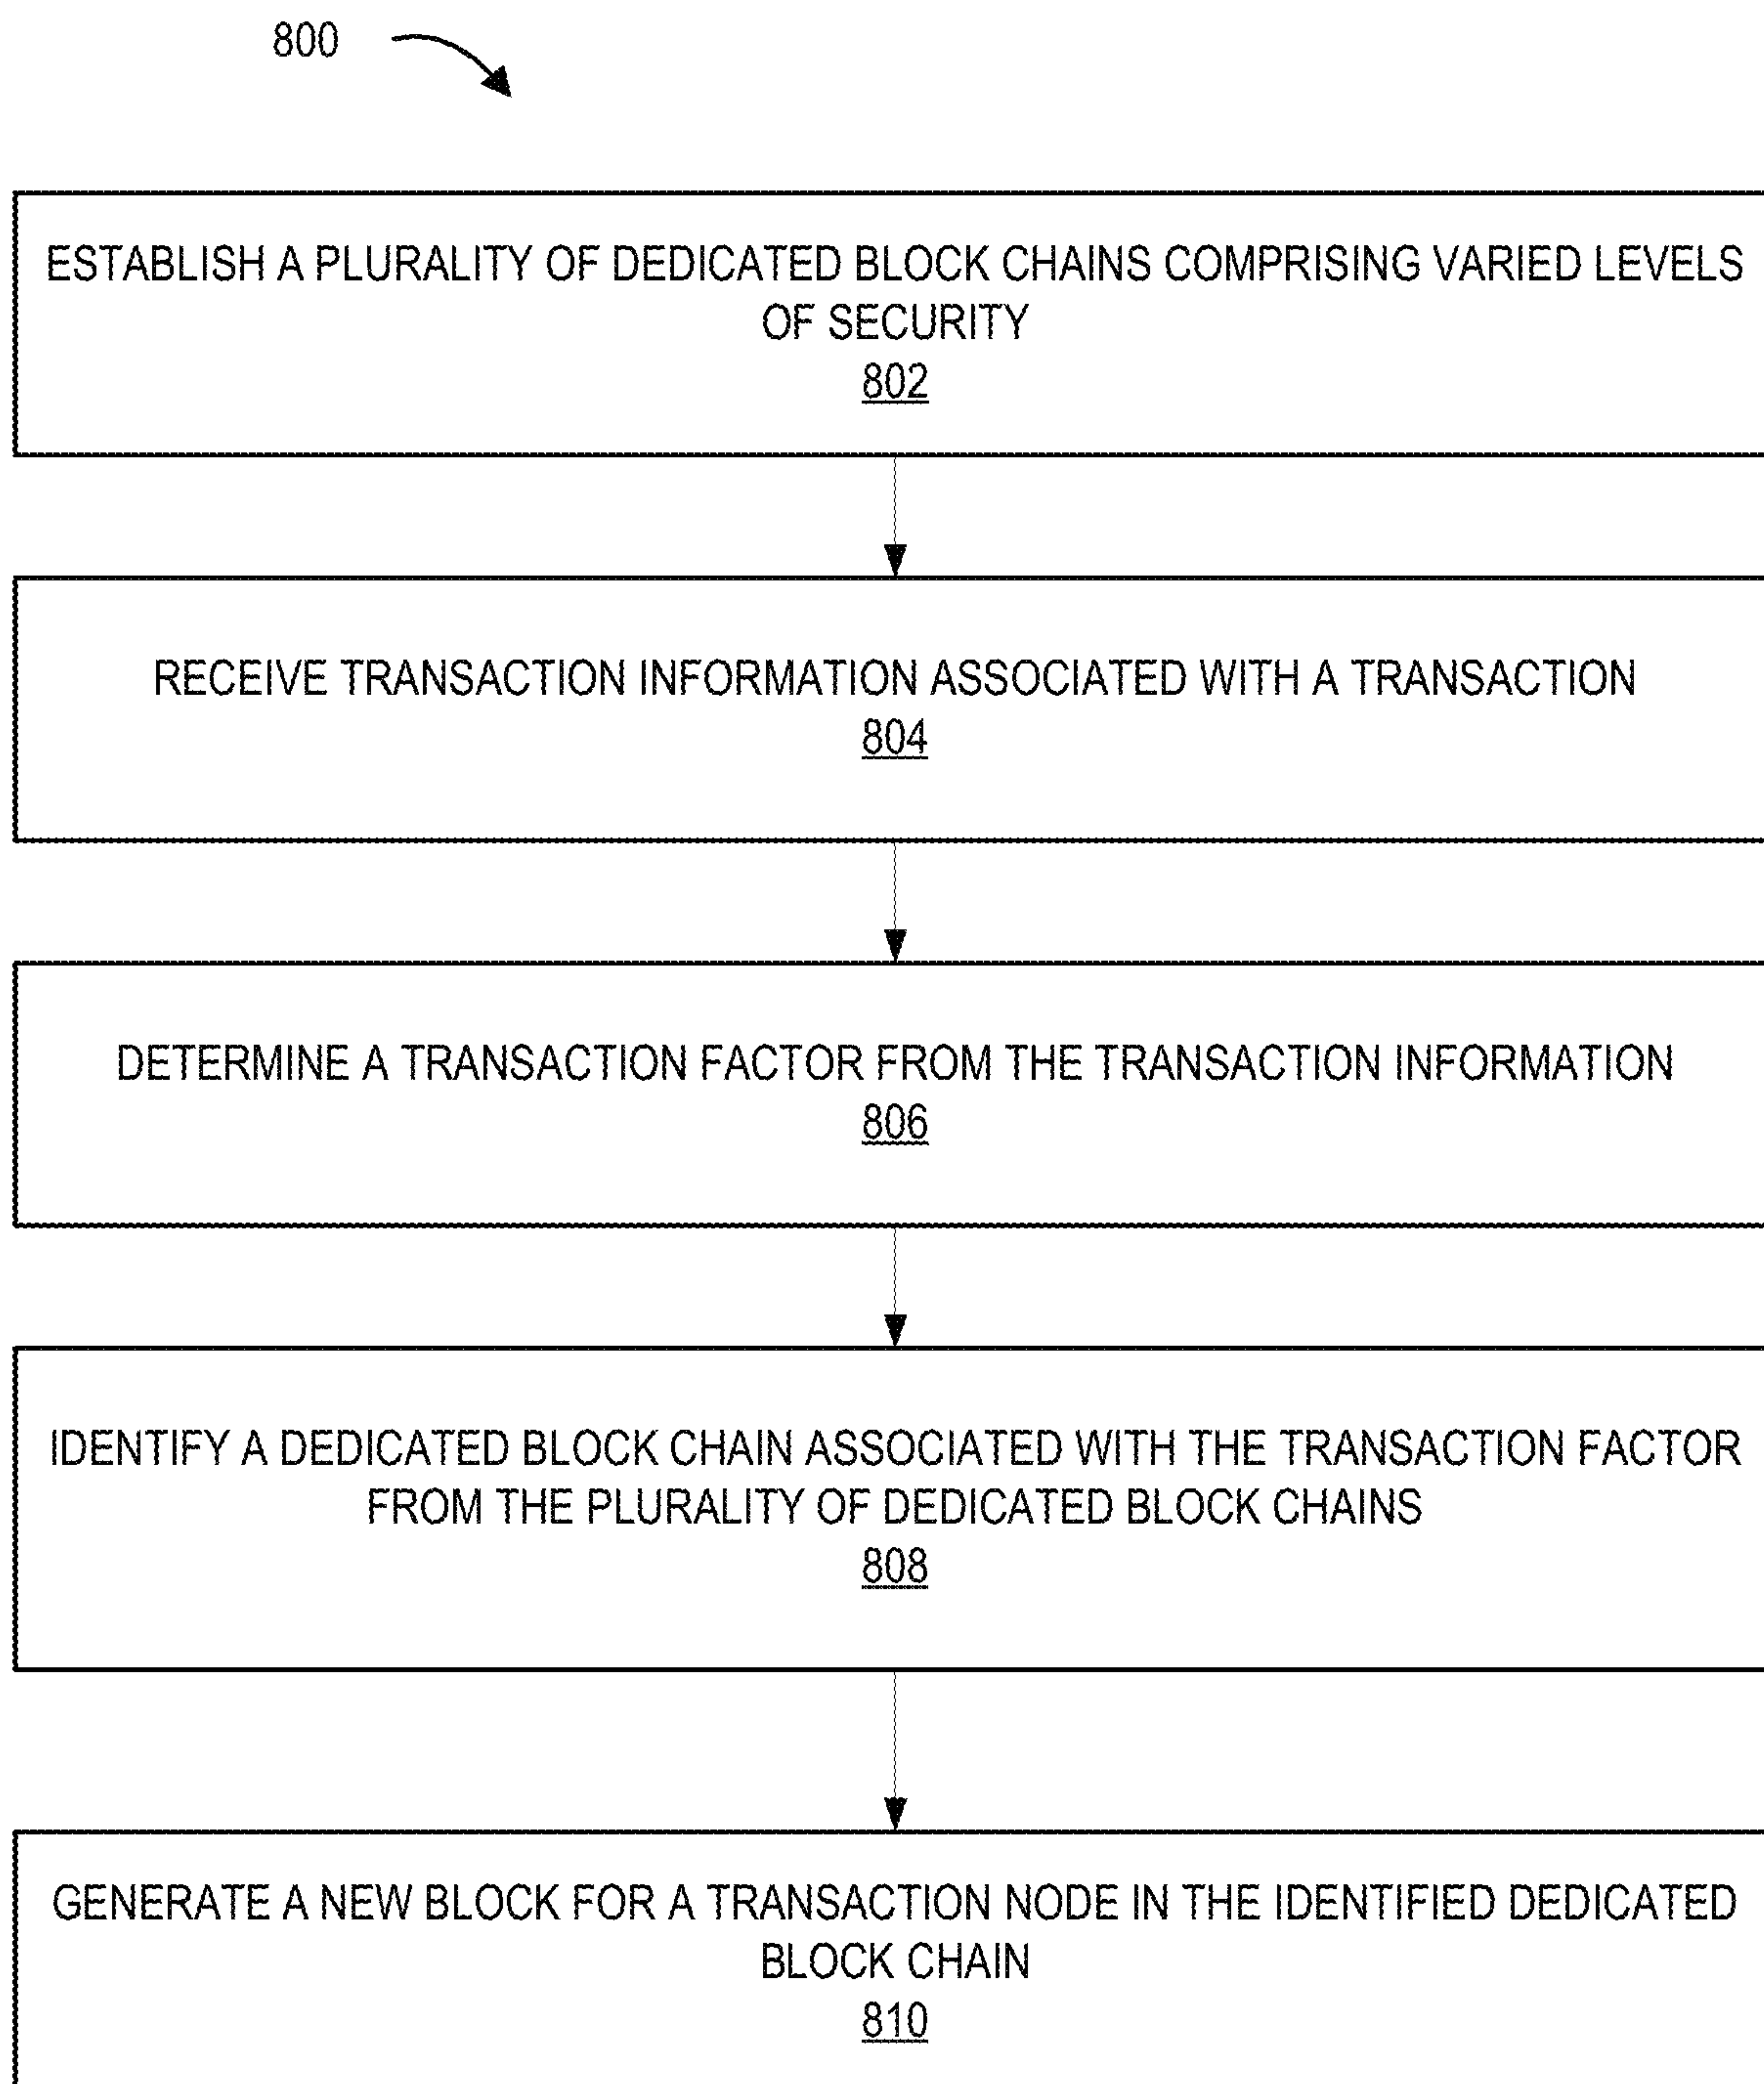 800
ESTABLISH A PLURALITY OF DEDICATED BLOCK CHAINS COMPRISING VARIED LEVELS
OF SECURITY
802
RECEIVE TRANSACTION INFORMATION ASSOCIATED WITH A TRANSACTION
804
DETERMINE A TRANSACTION FACTOR FROM THE TRANSACTION INFORMATION
806
IDENTIFY A DEDICATED BLOCK CHAIN ASSOCIATED WITH THE TRANSACTION FACTOR
FROM THE PLURALITY OF DEDICATED BLOCK CHAINS
808
GENERATE A NEW BLOCK FOR A TRANSACTION NODE IN THE IDENTIFIED DEDICATED
BLOCK CHAIN
810